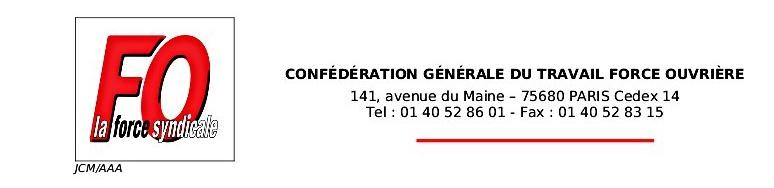 FO
la force syndicale
JCM/AAA
CONFÉDÉRATION GÉNÉRALE DU TRAVAIL FORCE OUVRIÈRE
141, avenue du Maine – 75680 PARIS Cedex 14
Tel : 01 40 52 86 01 - Fax : 01 40 52 83 15